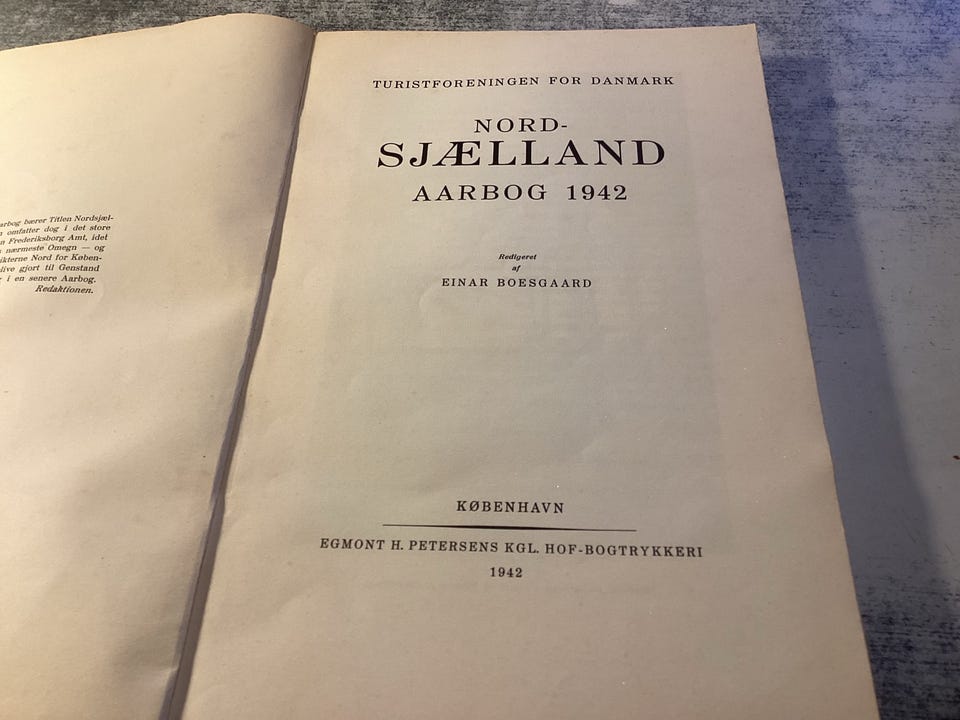 arbog bærer Titlen Nordsjæl-
omfatter dog i det store
Frederiksborg Amt, idet
nærmeste Omegn — og
ikterne Nord for Køben-
live gjort til Genstand
i en senere Aarbog.
Redaktionen.
TURISTFORENINGEN FOR DANMARK
NORD-
SJÆLLAND
AARBOG 1942
Redigeret
af
EINAR BOESGAARD
KØBENHAVN
EGMONT H. PETERSENS KGL. HOF-BOGTRYKKERI
1942